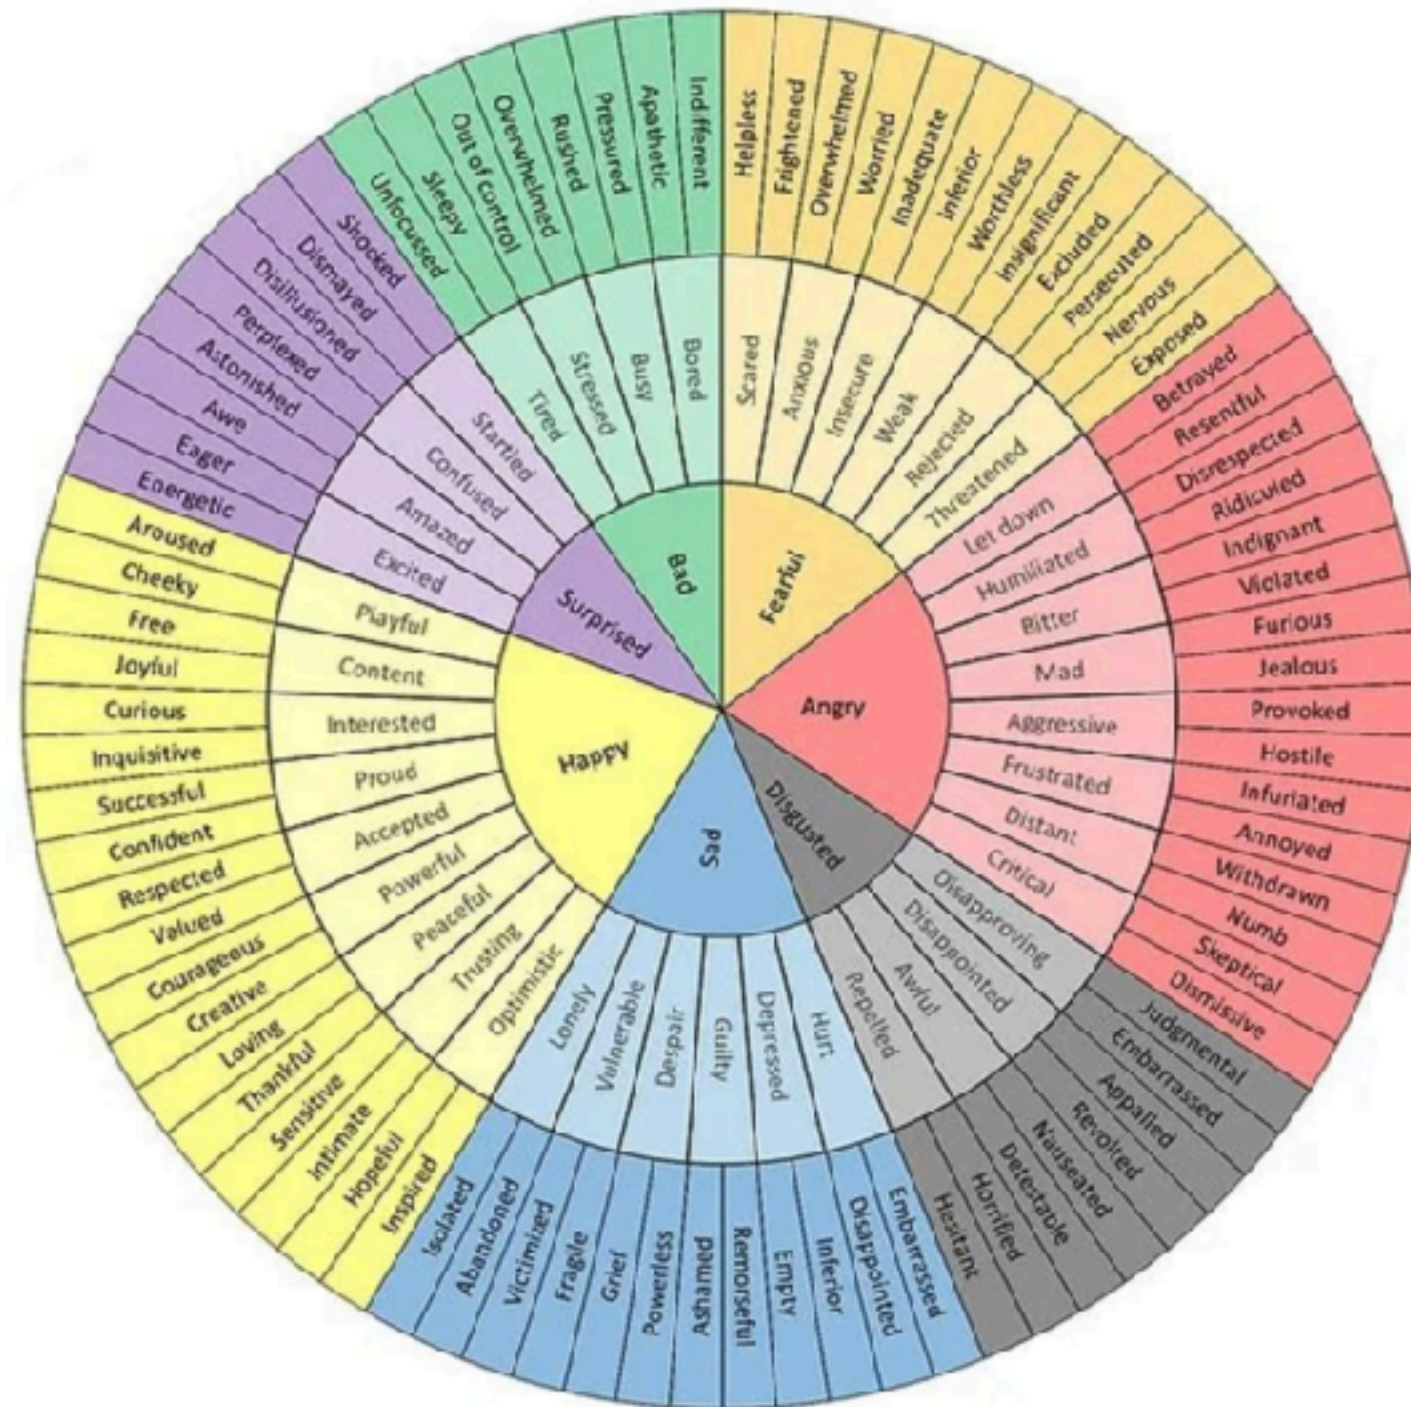 Fearful
Angry
Disgusted
Sad
Happy
Surprised
Bad
Scared
Anxious
Insecure
Weak
Rejected
Threatened
Let down
Humiliated
Bitter
Mad
Aggressive
Frustrated
Distant
Critical
Disapproving
Disappointed
Awful
Repelled
Hurt
Depressed
Guilty
Despair
Vulnerable
Lonely
Optimistic
Trusting
Peaceful
Powerful
Accepted
Proud
Interested
Content
Playful
Excited
Amazed
Confused
Startled
Tired
Stressed
Busy
Bored
Helpless
Frightened
Overwhelmed
Worried
Inadequate
Inferior
Worthless
Insignificant
Excluded
Persecuted
Nervous
Exposed
Betrayed
Resentful
Disrespected
Ridiculed
Indignant
Violated
Furious
Jealous
Provoked
Hostile
Infuriated
Annoyed
Withdrawn
Numb
Skeptical
Dismissive
Judgmental
Embarrassed
Appalled
Revolted
Nauseated
Detestable
Horrified
Hesitant
Embarrassed
Disappointed
Inferior
Empty
Remorseful
Ashamed
Powerless
Grief
Fragile
Victimized
Abandoned
Isolated
Inspired
Hopeful
Intimate
Sensitive
Thankful
Loving
Creative
Courageous
Valued
Respected
Confident
Successful
Inquisitive
Curious
Joyful
Free
Cheeky
Aroused
Energetic
Eager
Awe
Astonished
Perplexed
Disillusioned
Dismayed
Shocked
Unfocussed
Sleepy
Out of control
Overwhelmed
Rushed
Pressured
Apathetic
Indifferent